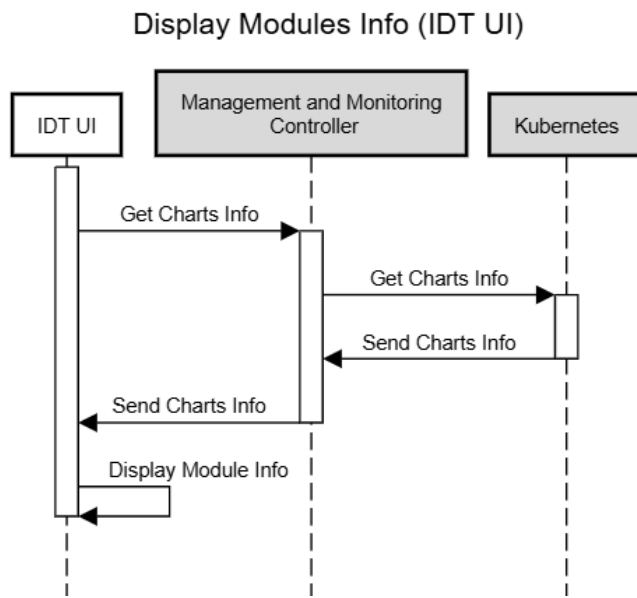 Display Modules Info (IDT UI)
IDT UI
Management and Monitoring
Controller
Kubernetes
Get Charts Info
Get Charts Info
Send Charts Info
Send Charts Info
Display Module Info